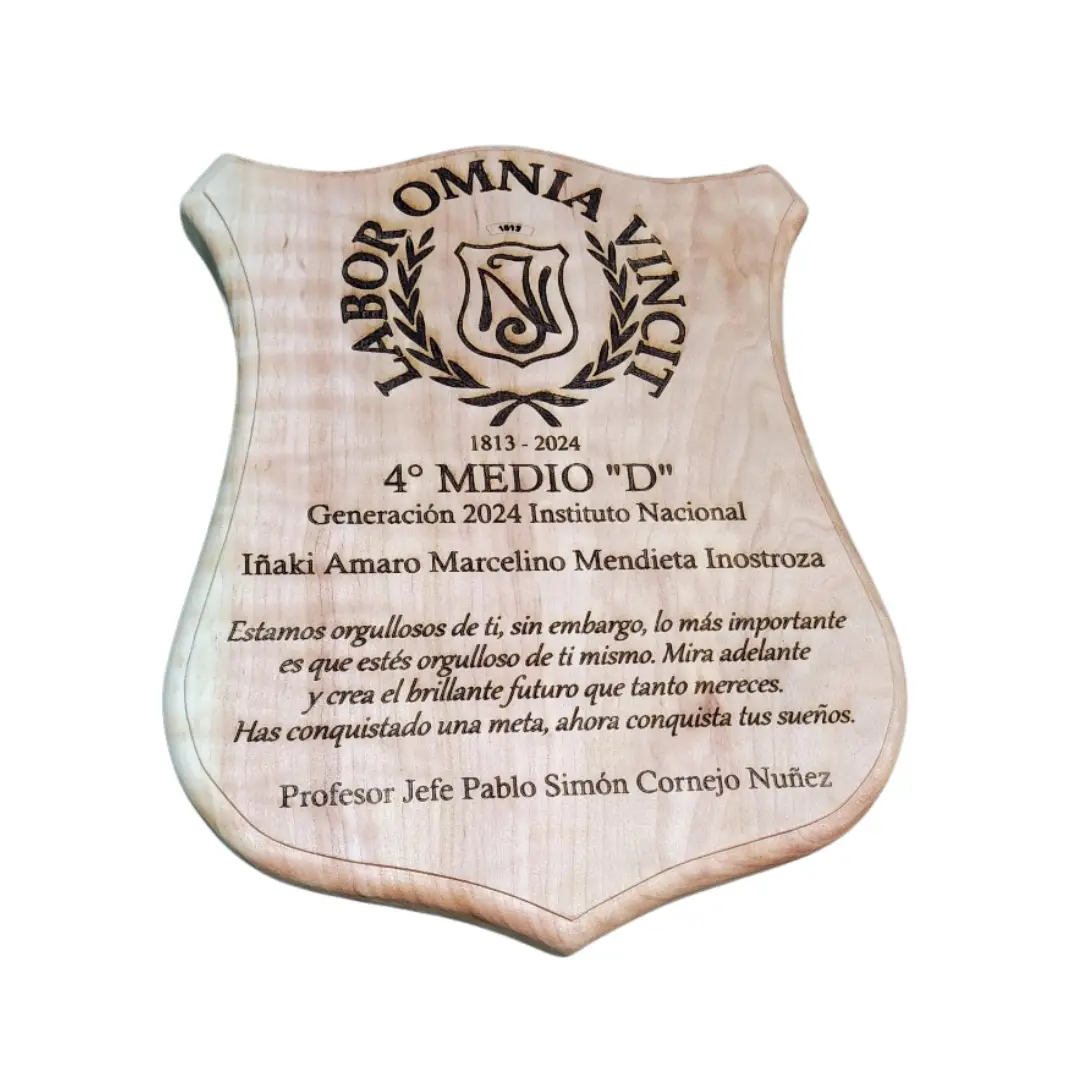 LABOR OMNIA VINCIT
1813
IN
1813 - 2024
4° MEDIO "D"
Generación 2024 Instituto Nacional
Iñaki Amaro Marcelino Mendieta Inostroza
Estamos orgullosos de ti, sin embargo, lo más importante
es que estés orgulloso de ti mismo. Mira adelante
y crea el brillante futuro que tanto mereces.
Has conquistado una meta, ahora conquista tus sueños.
Profesor Jefe Pablo Simón Cornejo Nuñez